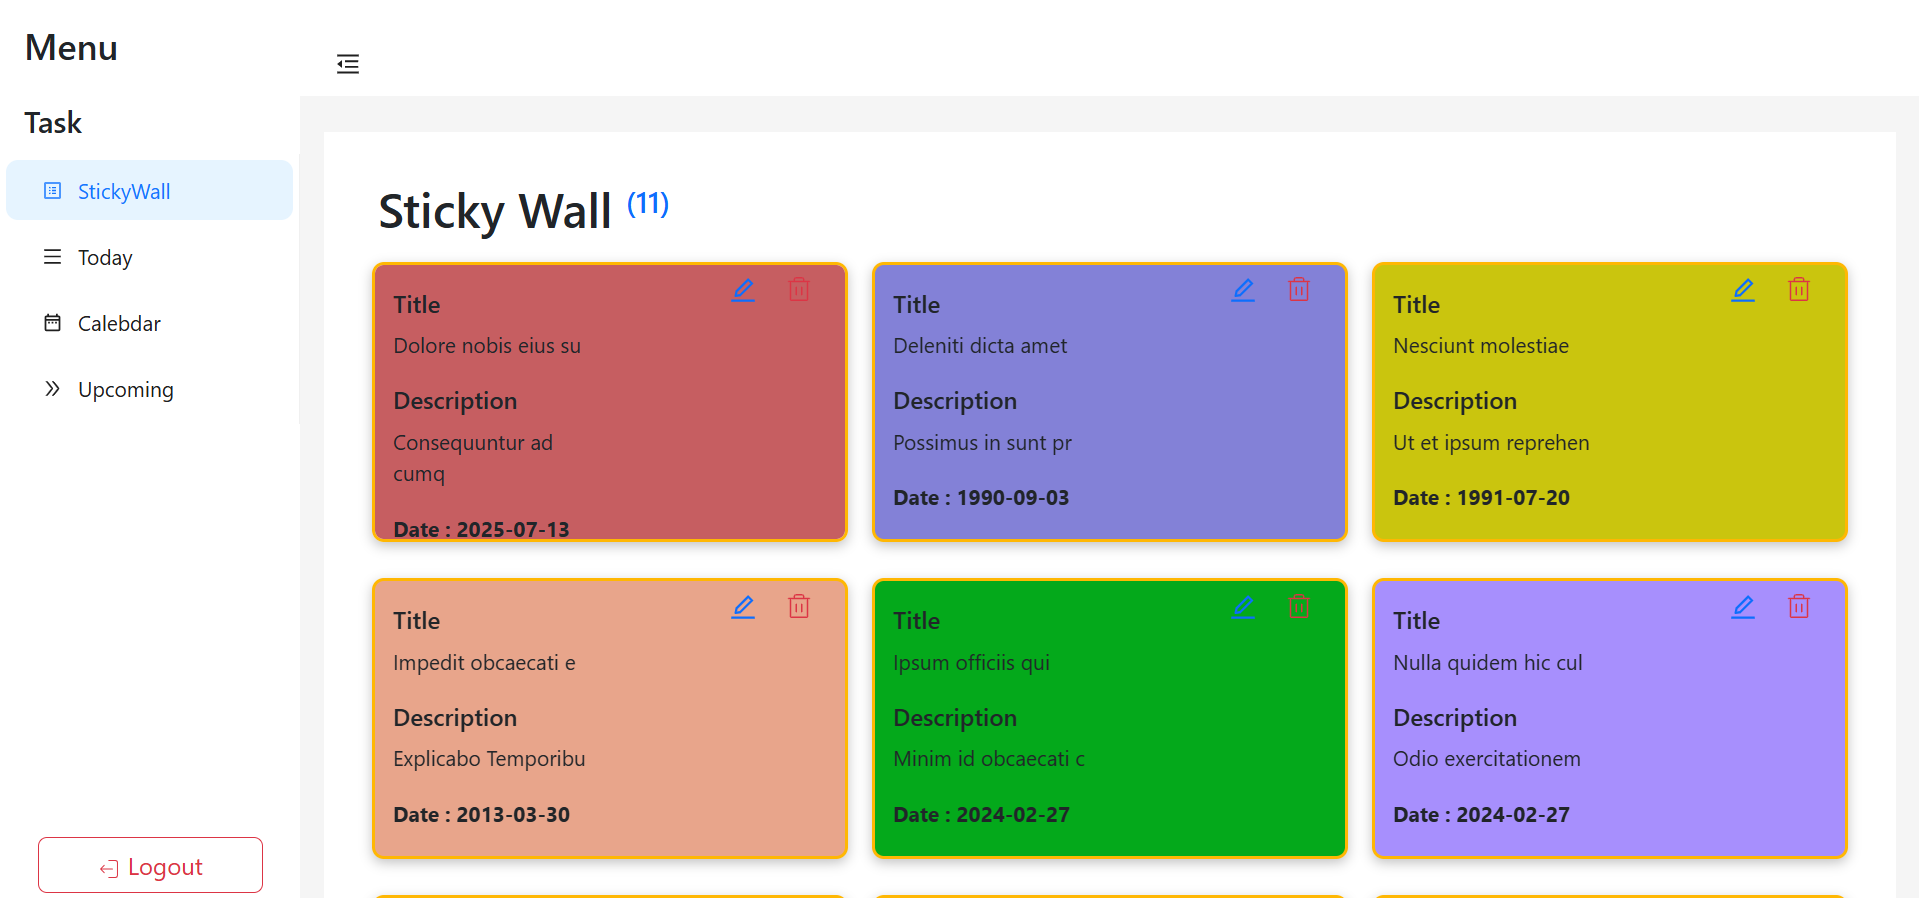 Menu
Task
StickyWall
Today
Calebdar
Upcoming
Logout
Sticky Wall (11)
Title
Dolore nobis eius su
Description
Consequuntur ad
cumq
Date : 2025-07-13
Title
Deleniti dicta amet
Description
Possimus in sunt pr
Date : 1990-09-03
Title
Nesciunt molestiae
Description
Ut et ipsum reprehen
Date : 1991-07-20
Title
Impedit obcaecati e
Description
Explicabo Temporibu
Date : 2013-03-30
Title
Ipsum officiis qui
Description
Minim id obcaecati c
Date : 2024-02-27
Title
Nulla quidem hic cul
Description
Odio exercitationem
Date : 2024-02-27